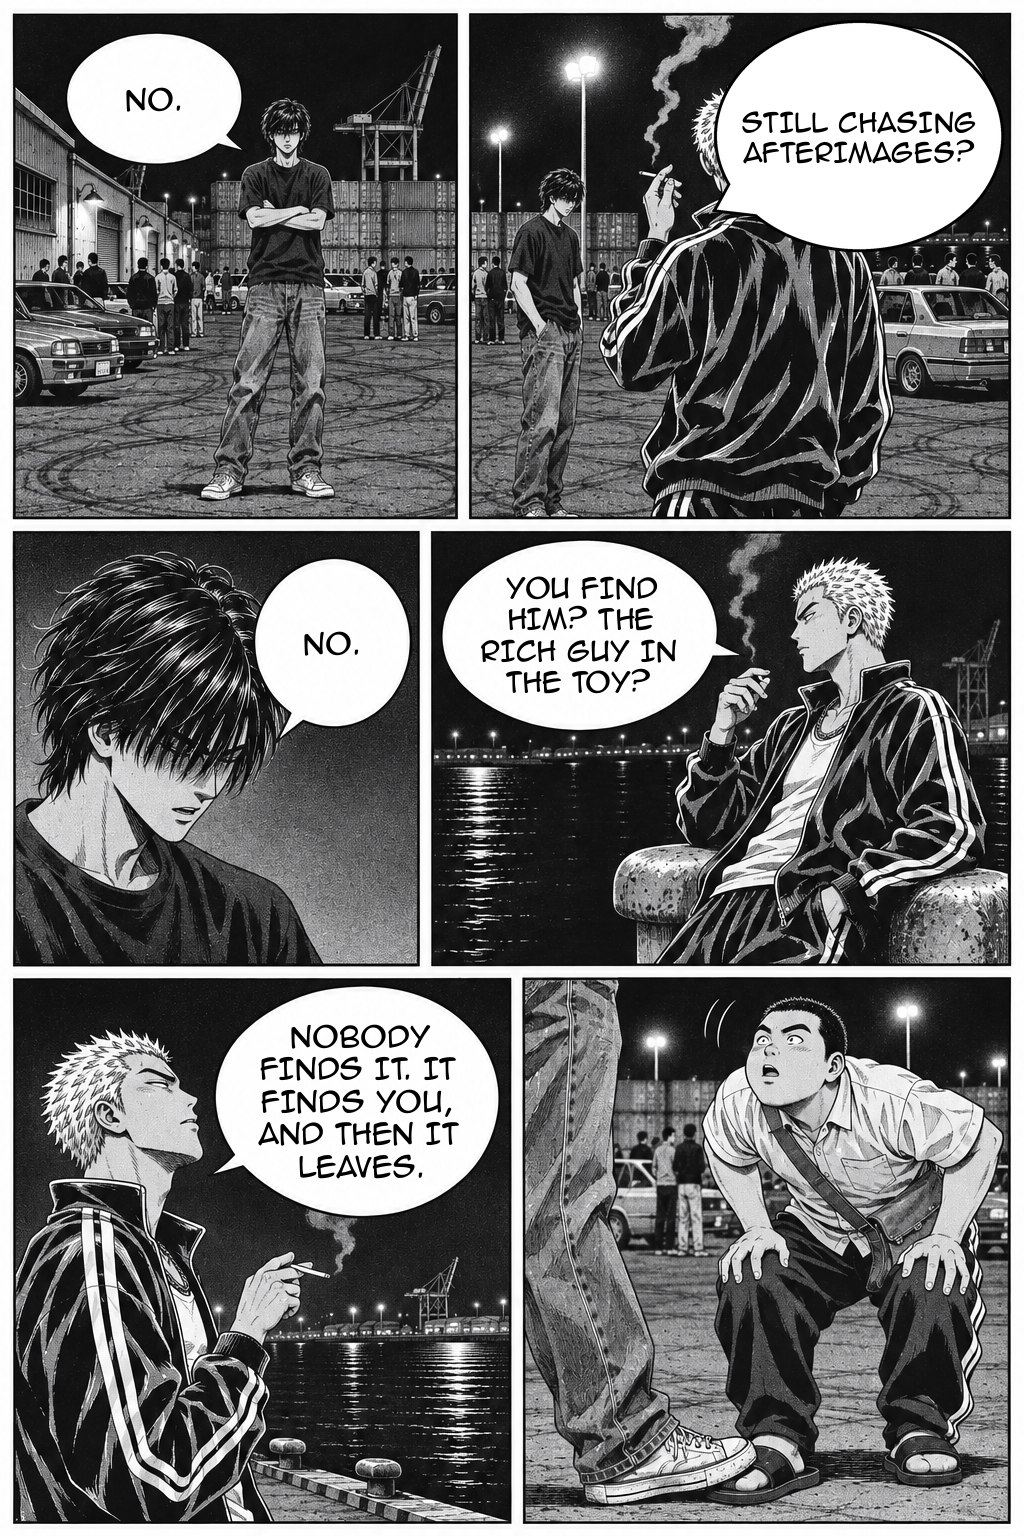 NO.
STILL CHASING
AFTERIMAGES?
NO.
YOU FIND
HIM? THE
RICH GUY IN
THE TOY?
NOBODY
FINDS IT. IT
FINDS YOU,
AND THEN IT
LEAVES.